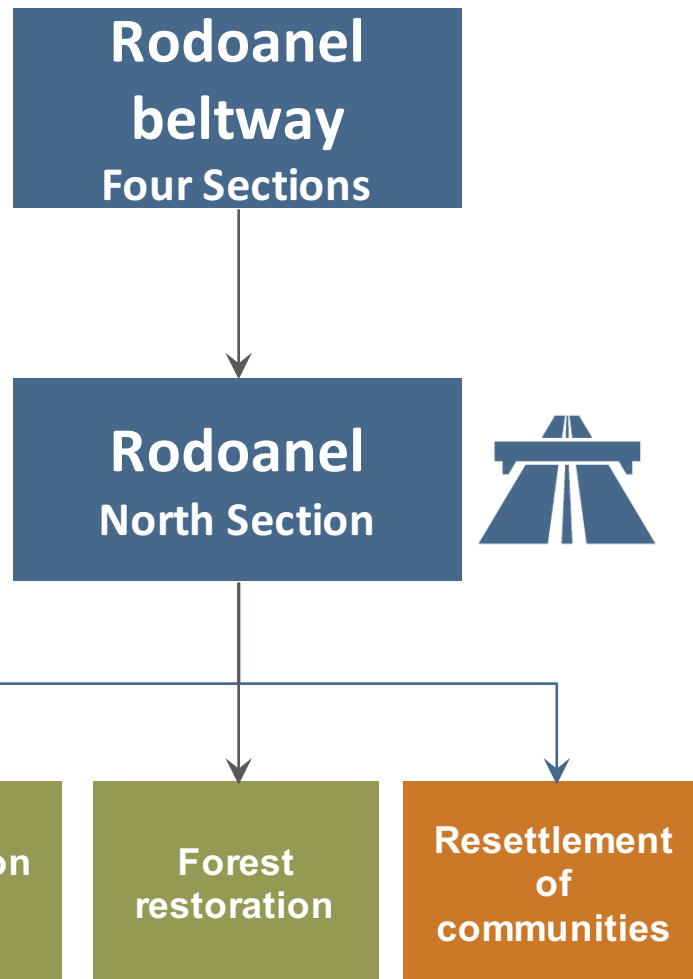 Rodoanel
beltway
Four Sections
Rodoanel
North Section
Forest
restoration
Resettlement
of
communities